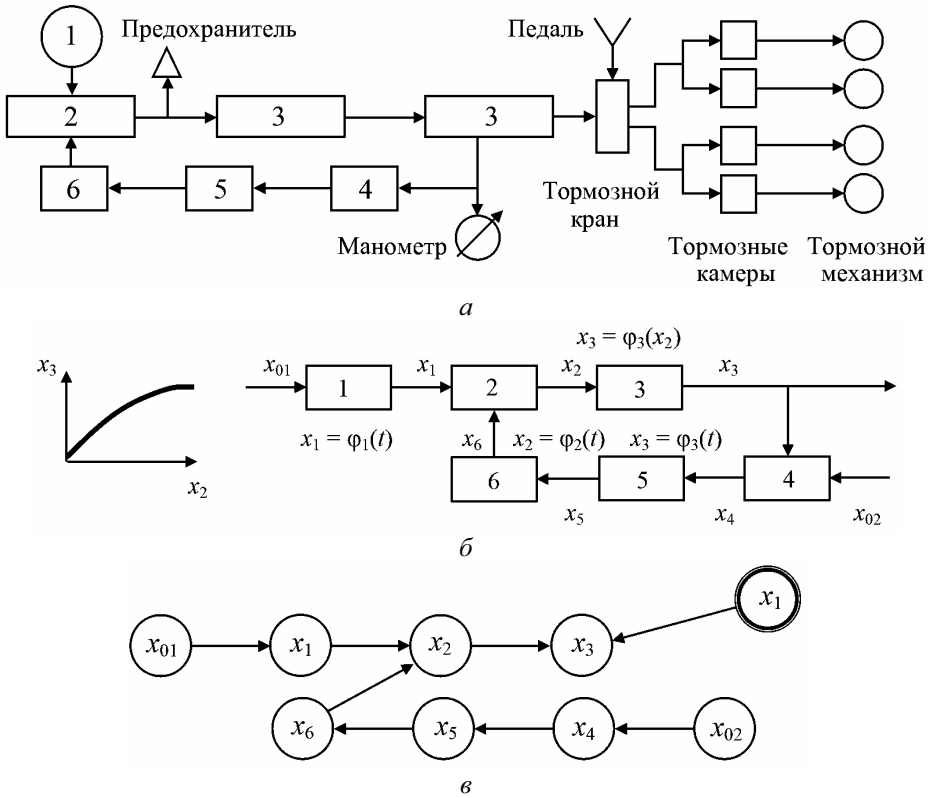 1
Предохранитель
Педаль
2
3
3
6
5
4
Манометр
Тормозной
кран
Тормозные
камеры
Тормозной
механизм
а
x₃
x₂
x₃ = φ₃(x₂)
x₀₁
x₁
x₂
x₃
1
2
3
x₁ = φ₁(t)
x₆
x₂ = φ₂(t)
x₃ = φ₃(t)
6
5
4
x₅
x₄
x₀₂
б
x₁
x₀₁
x₁
x₂
x₃
x₆
x₅
x₄
x₀₂
в